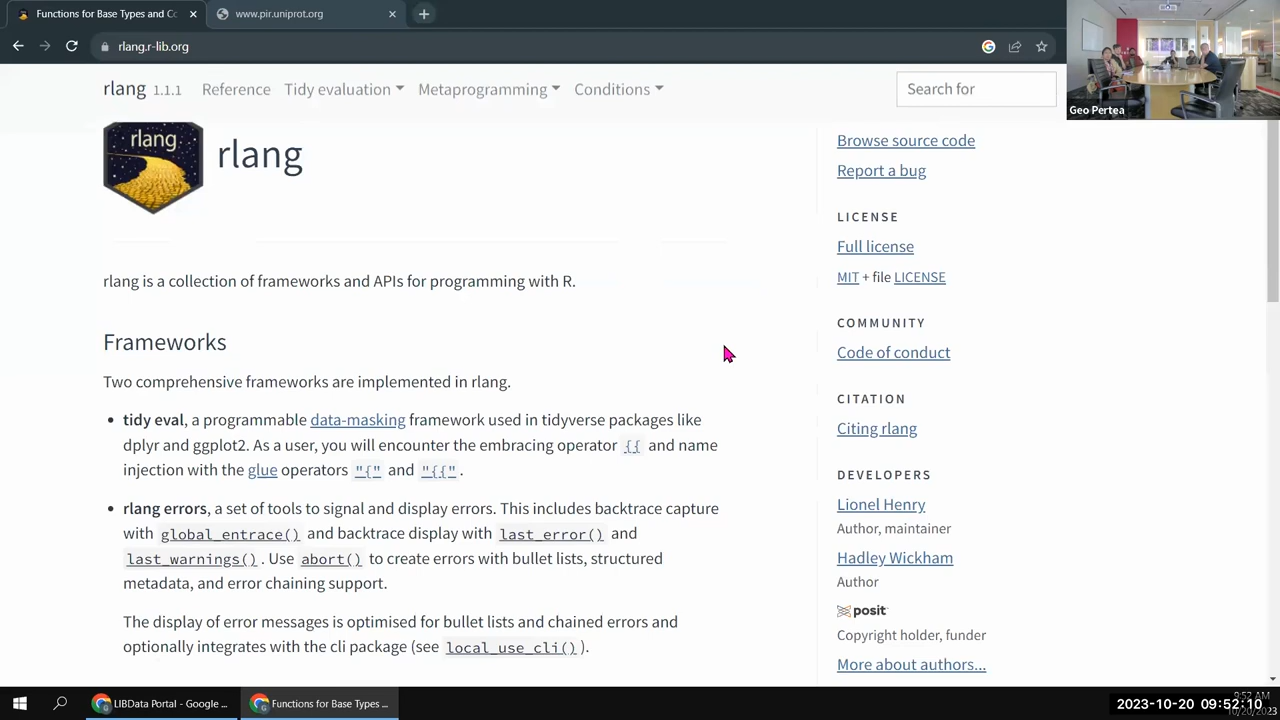 Functions for Base Types and Co
www.pir.uniprot.org
rlang.r-lib.org
Geo Pertea
rlang 1.1.1 Reference Tidy evaluation Metaprogramming Conditions Search for
rlang
rlang
rlang is a collection of frameworks and APIs for programming with R.
Frameworks
Two comprehensive frameworks are implemented in rlang.
• tidy eval, a programmable data-masking framework used in tidyverse packages like
dplyr and ggplot2. As a user, you will encounter the embracing operator {{ and name
injection with the glue operators "{" and "{{".
• rlang errors, a set of tools to signal and display errors. This includes backtrace capture
with global_entrace() and backtrace display with last_error() and
last_warnings(). Use abort() to create errors with bullet lists, structured
metadata, and error chaining support.
The display of error messages is optimised for bullet lists and chained errors and
optionally integrates with the cli package (see local_use_cli()).
Browse source code
Report a bug
LICENSE
Full license
MIT + file LICENSE
COMMUNITY
Code of conduct
CITATION
Citing rlang
DEVELOPERS
Lionel Henry
Author, maintainer
Hadley Wickham
Author
posit
Copyright holder, funder
More about authors...
LIBData Portal - Google ...
Functions for Base Types ...
9:52 AM
2023-10-20 09:52:10
10/20/2023